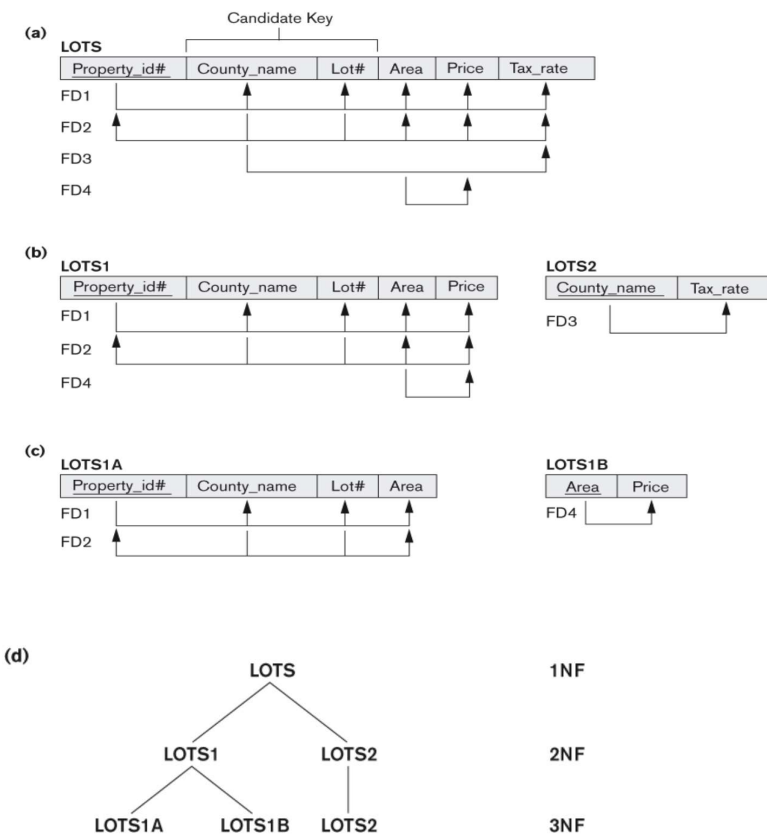 Candidate Key
(a)
LOTS
Property_id# County_name Lot# Area Price Tax_rate
FD1
FD2
FD3
FD4
(b)
LOTS1 LOTS2
Property_id# County_name Lot# Area Price County_name Tax_rate
FD1 FD3
FD2
FD4
(c)
LOTS1A LOTS1B
Property_id# County_name Lot# Area Area Price
FD1 FD4
FD2
(d)
LOTS 1NF
LOTS1 LOTS2 2NF
LOTS1A LOTS1B LOTS2 3NF